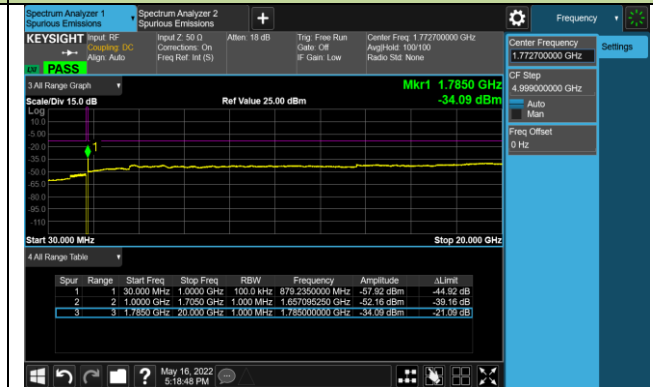 Spectrum Analyzer 1
Spurious Emissions
Spectrum Analyzer 2
Spurious Emissions
+
Frequency
KEYSIGHT
Input: RF
Coupling: DC
Align: Auto
Input Z: 50 Ω
Corrections: On
Freq Ref: Int (S)
Atten: 18 dB
Trig: Free Run
Gate: Off
IF Gain: Low
Center Freq: 1.772700000 GHz
Avg|Hold: 100/100
Radio Std: None
PASS
Center Frequency
1.772700000 GHz
Settings
CF Step
4.999000000 GHz
Auto
Man
Freq Offset
0 Hz
3 All Range Graph
Mkr1 1.7850 GHz
-34.09 dBm
Scale/Div 15.0 dB
Ref Value 25.00 dBm
Log
10.0
-5.00
-20.0
-35.0
-50.0
-65.0
-80.0
-95.0
-110
1
Start 30.000 MHz
Stop 20.000 GHz
4 All Range Table
Spur Range Start Freq Stop Freq RBW Frequency Amplitude ΔLimit
1 1 30.000 MHz 1.0000 GHz 100.0 kHz 879.2350000 MHz -57.92 dBm -44.92 dB
2 2 1.0000 GHz 1.7050 GHz 1.000 MHz 1.657095250 GHz -52.16 dBm -39.16 dB
3 3 1.7850 GHz 20.000 GHz 1.000 MHz 1.785000000 GHz -34.09 dBm -21.09 dB
?
May 16, 2022
5:18:48 PM